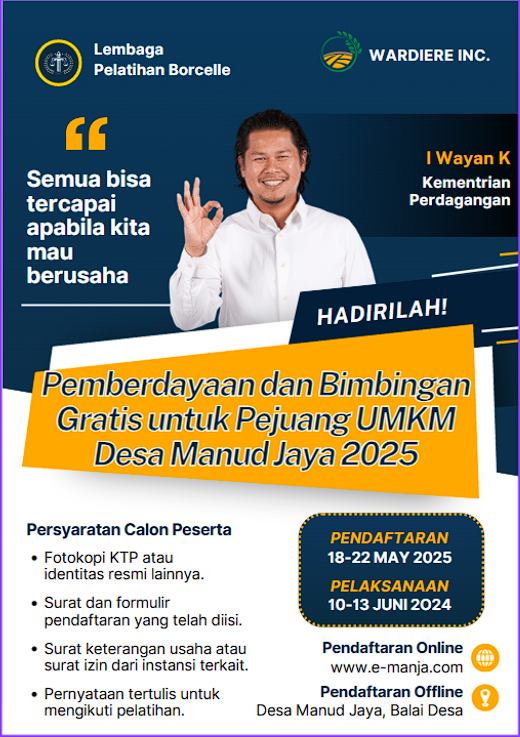 Lembaga
Pelatihan Borcelle
WARDIERE INC.
Semua bisa
tercapai
apabila kita
mau
berusaha
I Wayan K
Kementrian
Perdagangan
HADIRILAH!
Pemberdayaan dan Bimbingan
Gratis untuk Pejuang UMKM
Desa Manud Jaya 2025
Persyaratan Calon Peserta
• Fotokopi KTP atau
identitas resmi lainnya.
• Surat dan formulir
pendaftaran yang telah diisi.
• Surat keterangan usaha atau
surat izin dari instansi terkait.
• Pernyataan tertulis untuk
mengikuti pelatihan.
PENDAFTARAN
18-22 MAY 2025
PELAKSANAAN
10-13 JUNI 2024
Pendaftaran Online
www.e-manja.com
Pendaftaran Offline
Desa Manud Jaya, Balai Desa